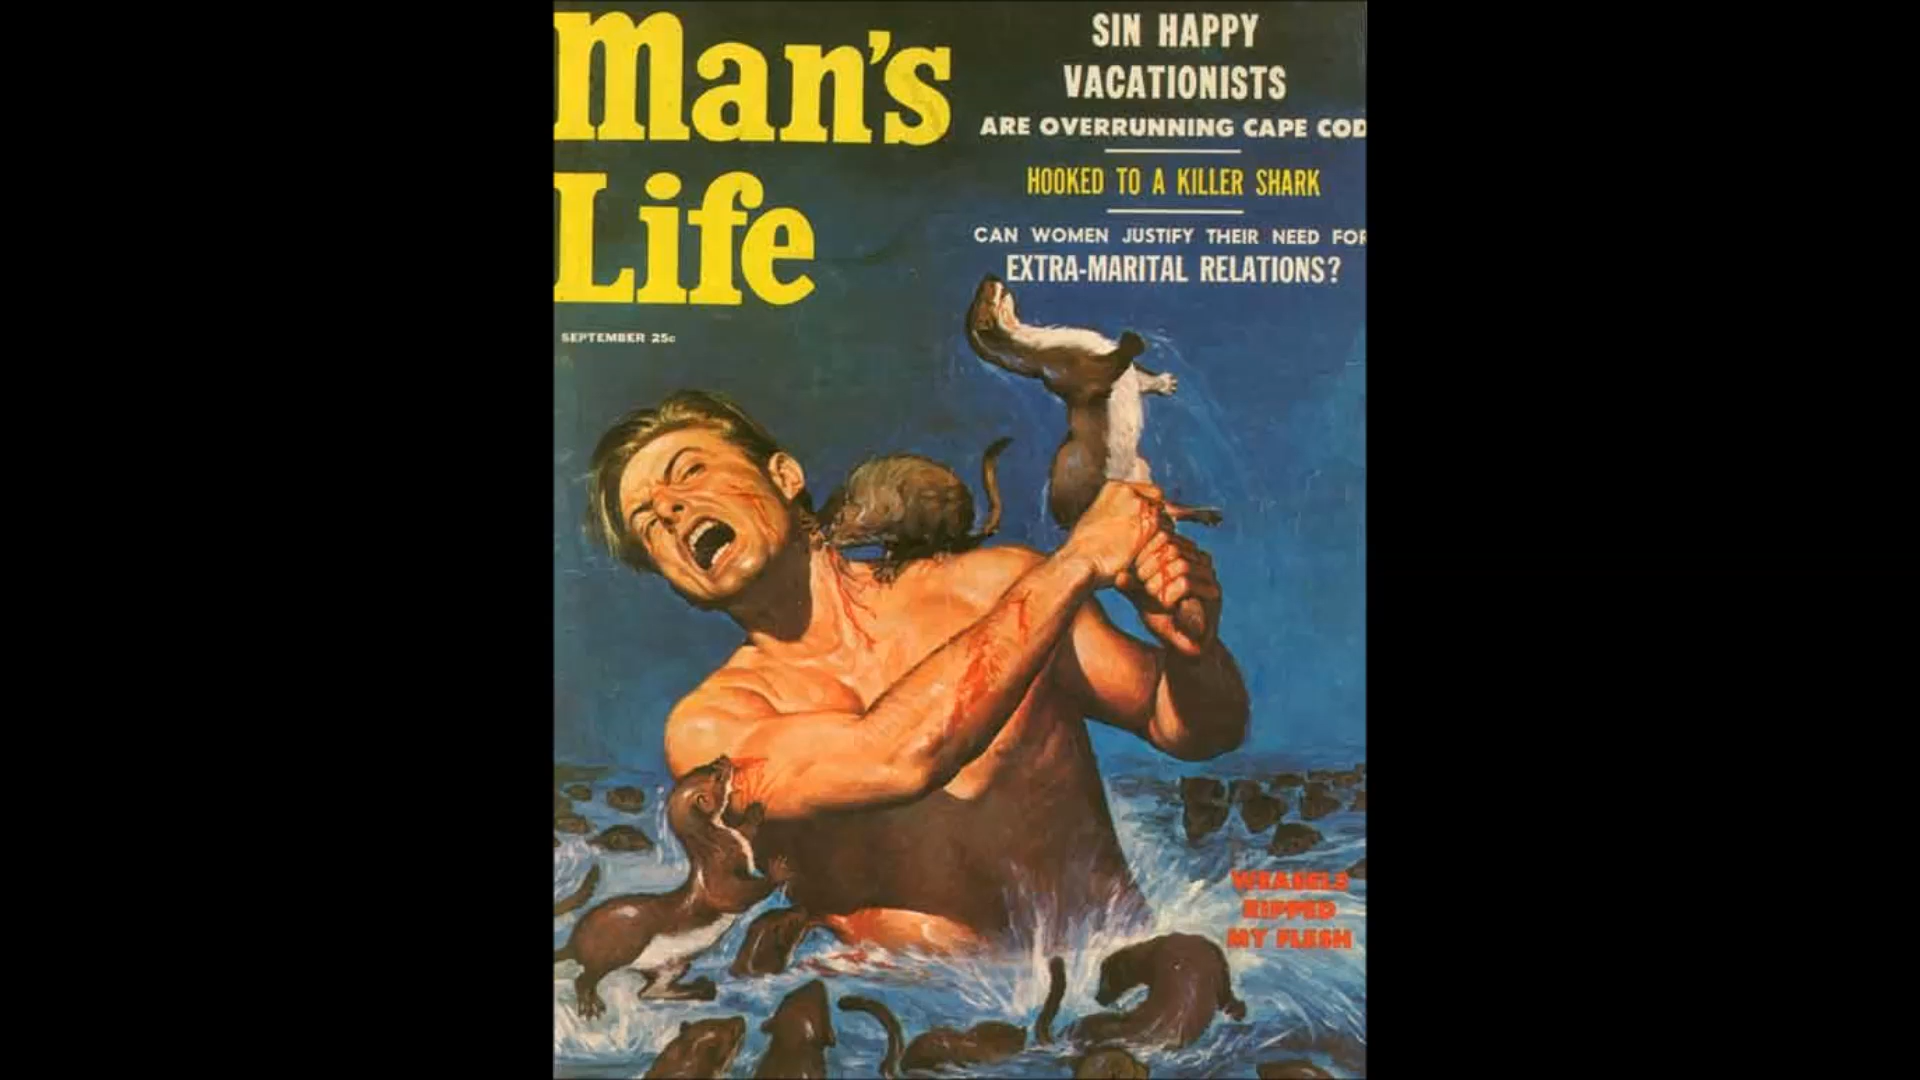 Man's
Life
SEPTEMBER 25c
SIN HAPPY
VACATIONISTS
ARE OVERRUNNING CAPE COD
HOOKED TO A KILLER SHARK
CAN WOMEN JUSTIFY THEIR NEED FOR
EXTRA-MARITAL RELATIONS?
WEASELS
RIPPED
MY FLESH